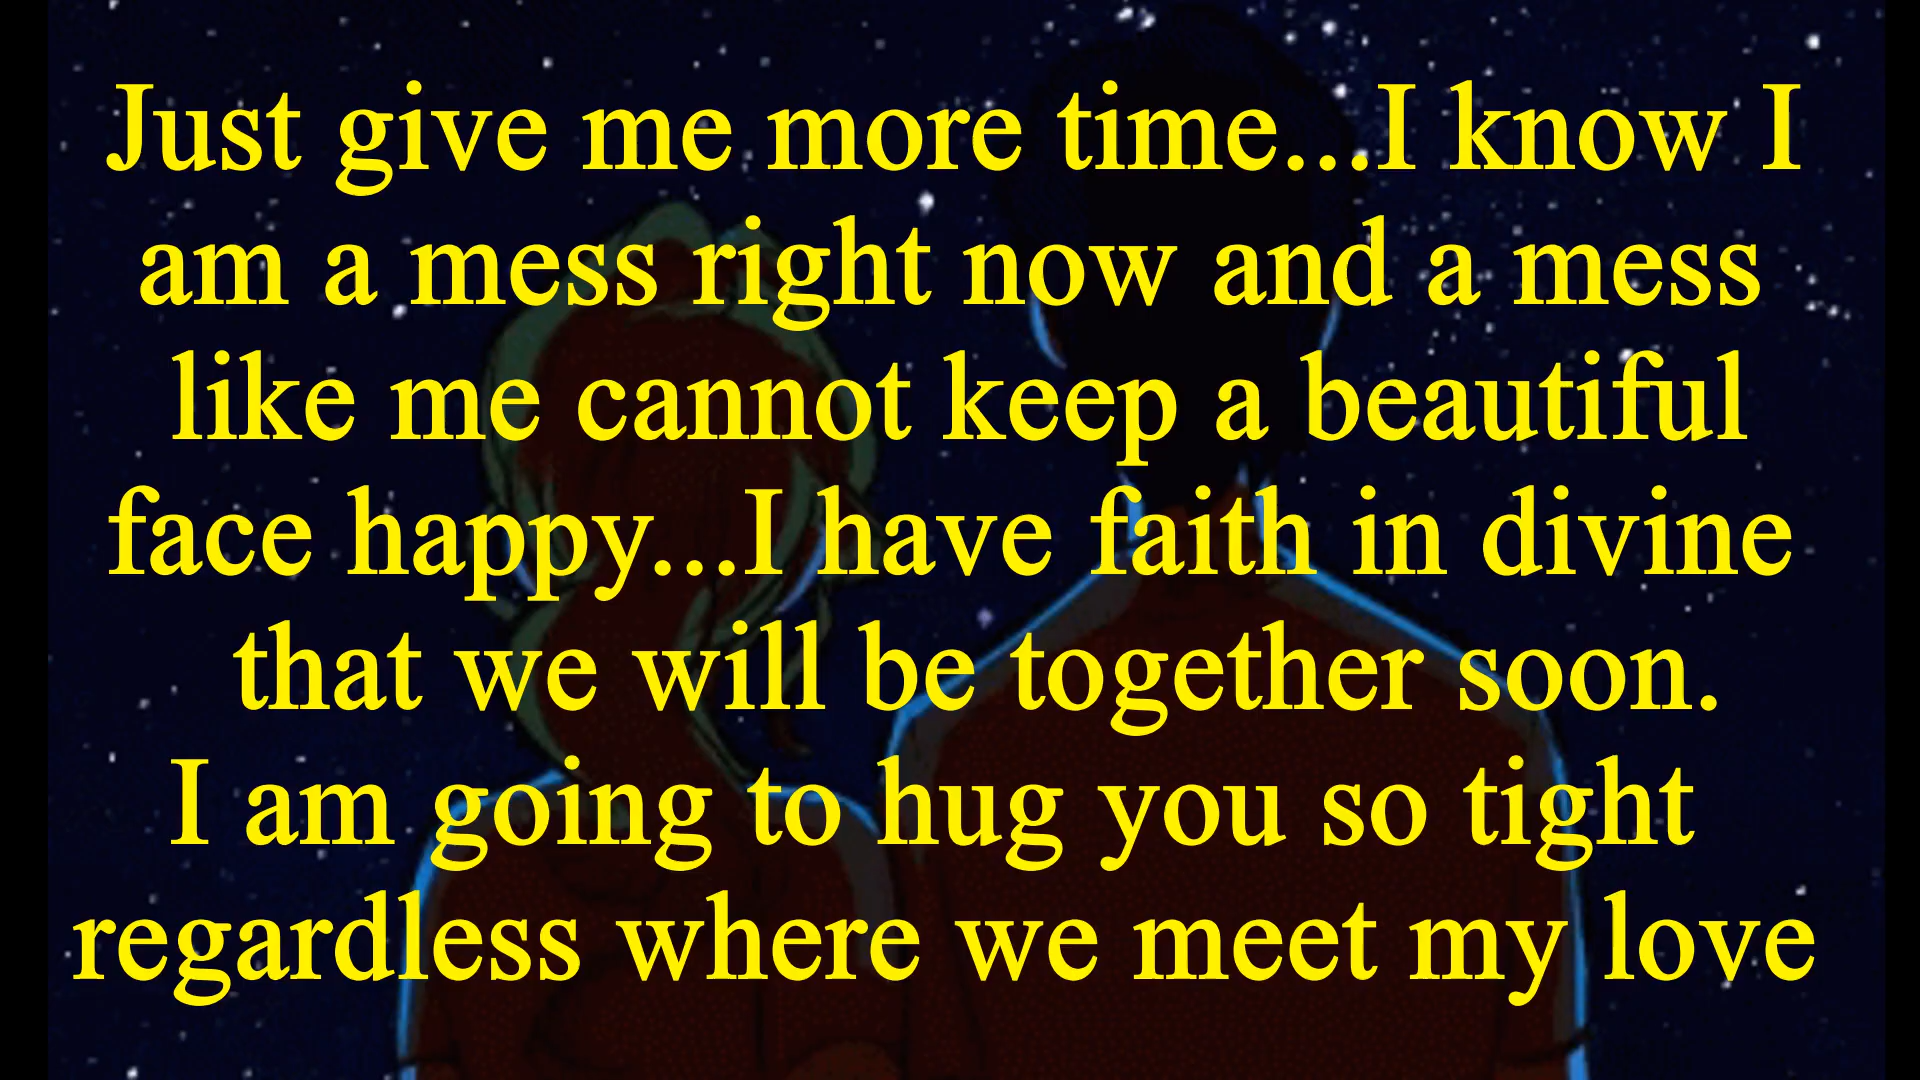 Just give me more time...I know I
am a mess right now and a mess
like me cannot keep a beautiful
face happy...I have faith in divine
that we will be together soon.
I am going to hug you so tight
regardless where we meet my love